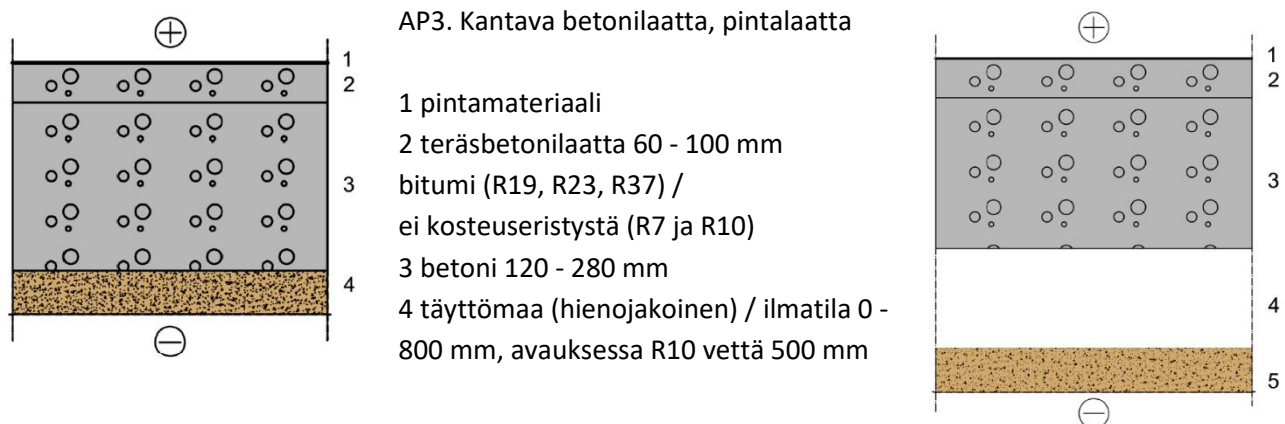 AP3. Kantava betonilaatta, pintalaatta
1 pintamateriaali
2 teräsbetonilaatta 60 - 100 mm
bitumi (R19, R23, R37) /
ei kosteuseristystä (R7 ja R10)
3 betoni 120 - 280 mm
4 täyttömaa (hienojakoinen) / ilmatila 0 -
800 mm, avauksessa R10 vettä 500 mm
1
2
3
4
1
2
3
4
5